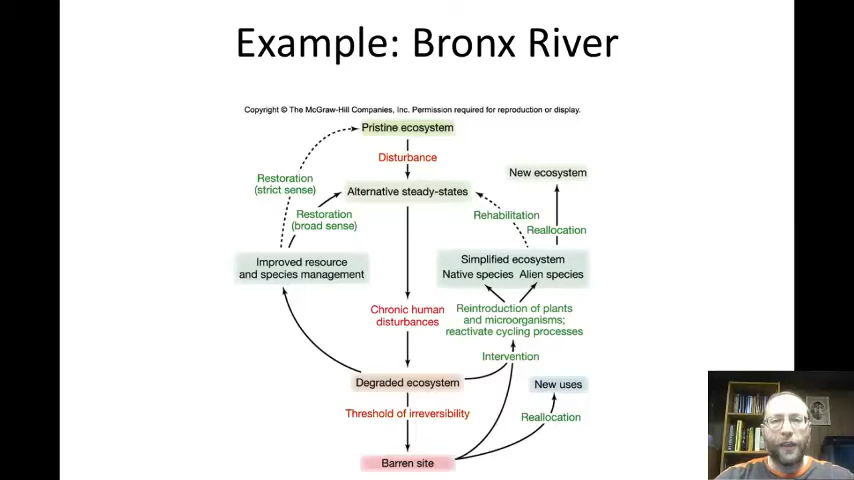 Example: Bronx River
Copyright © The McGraw-Hill Companies, Inc. Permission required for reproduction or display.
Pristine ecosystem
Disturbance
New ecosystem
Restoration
(strict sense)
Alternative steady-states
Restoration
(broad sense)
Rehabilitation
Reallocation
Improved resource
and species management
Simplified ecosystem
Native species Alien species
Chronic human
disturbances
Reintroduction of plants
and microorganisms;
reactivate cycling processes
Intervention
Degraded ecosystem
New uses
Threshold of irreversibility
Reallocation
Barren site